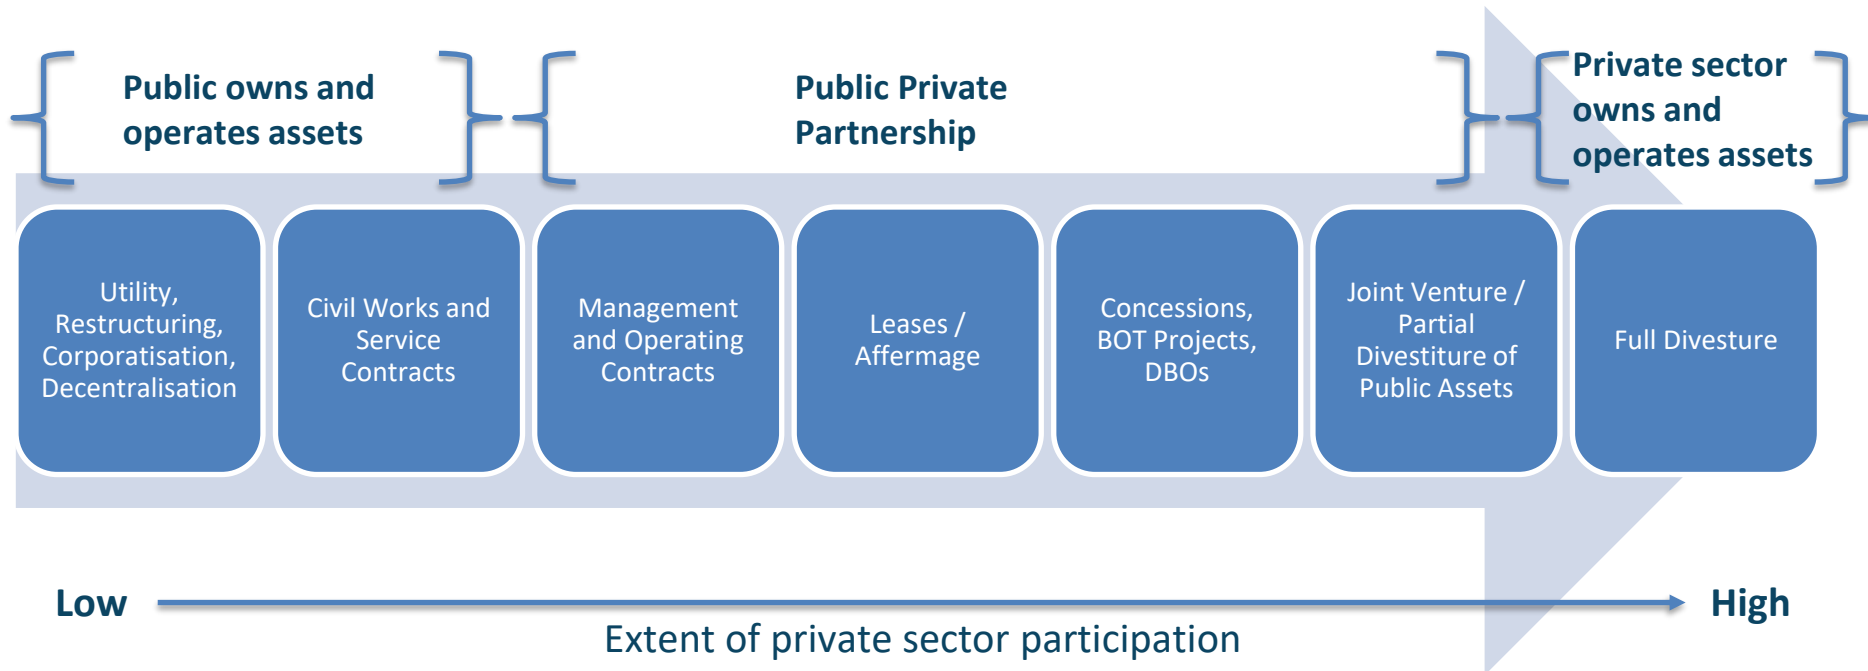 Public owns and
operates assets
Public Private
Partnership
Private sector
owns and
operates assets
Utility,
Restructuring,
Corporatisation,
Decentralisation
Civil Works and
Service
Contracts
Management
and Operating
Contracts
Leases /
Affermage
Concessions,
BOT Projects,
DBOs
Joint Venture /
Partial
Divestiture of
Public Assets
Full Divesture
Low
High
Extent of private sector participation